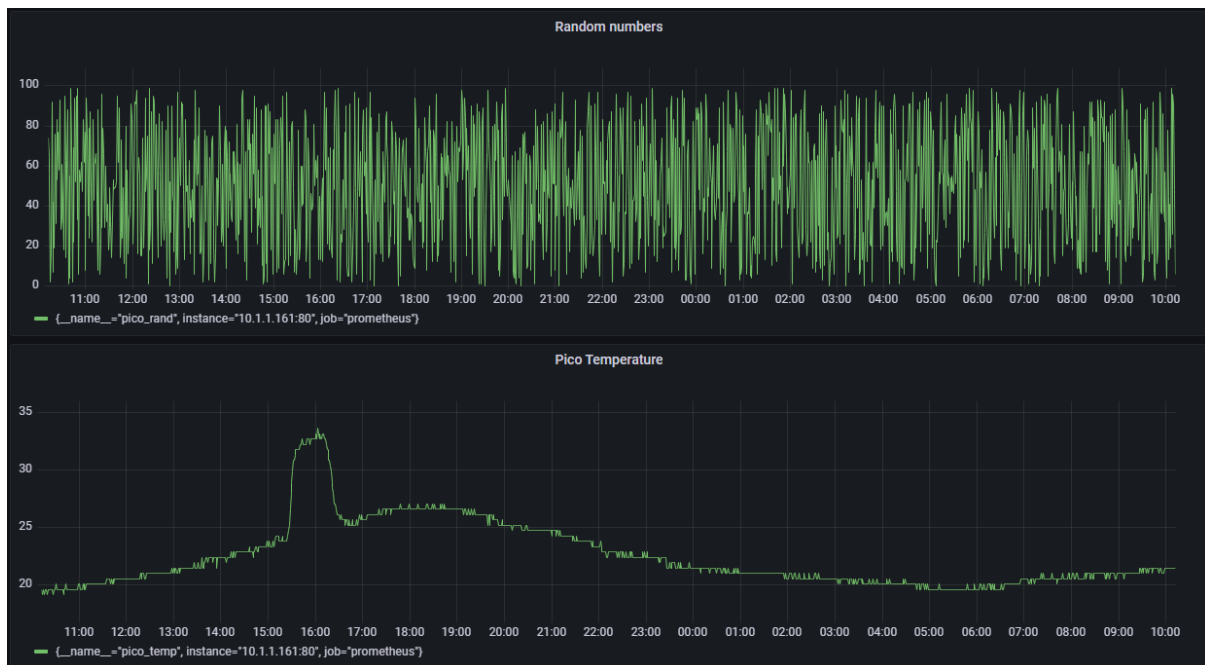 Random numbers
100
80
60
40
20
0
11:00 12:00 13:00 14:00 15:00 16:00 17:00 18:00 19:00 20:00 21:00 22:00 23:00 00:00 01:00 02:00 03:00 04:00 05:00 06:00 07:00 08:00 09:00 10:00
{__name__="pico_rand", instance="10.1.1.161:80", job="prometheus"}
Pico Temperature
35
30
25
20
11:00 12:00 13:00 14:00 15:00 16:00 17:00 18:00 19:00 20:00 21:00 22:00 23:00 00:00 01:00 02:00 03:00 04:00 05:00 06:00 07:00 08:00 09:00 10:00
{__name__="pico_temp", instance="10.1.1.161:80", job="prometheus"}